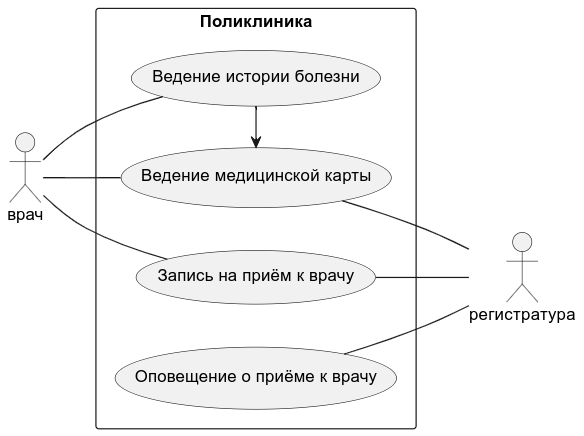 Поликлиника
Ведение истории болезни
Ведение медицинской карты
врач
Запись на приём к врачу
регистратура
Оповещение о приёме к врачу